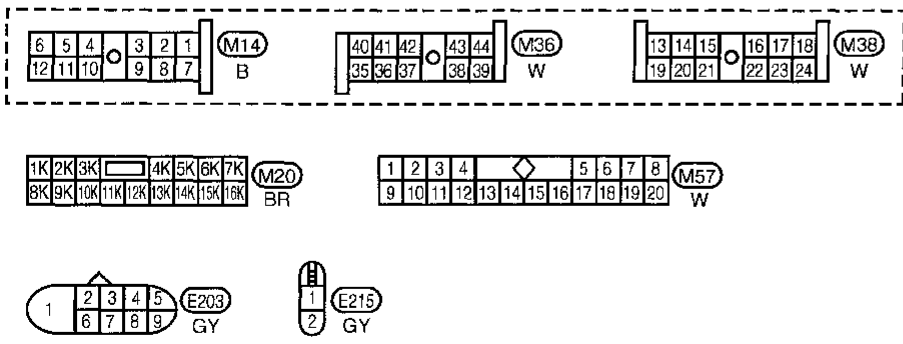 6 5 4 3 2 1
12 11 10 9 8 7
M14
B
40 41 42 43 44
35 36 37 38 39
M36
W
13 14 15 16 17 18
19 20 21 22 23 24
M38
W
1K 2K 3K 4K 5K 6K 7K
8K 9K 10K 11K 12K 13K 14K 15K 16K
M20
BR
1 2 3 4 5 6 7 8
9 10 11 12 13 14 15 16 17 18 19 20
M57
W
1 2 3 4 5
6 7 8 9
E203
GY
1
2
E215
GY